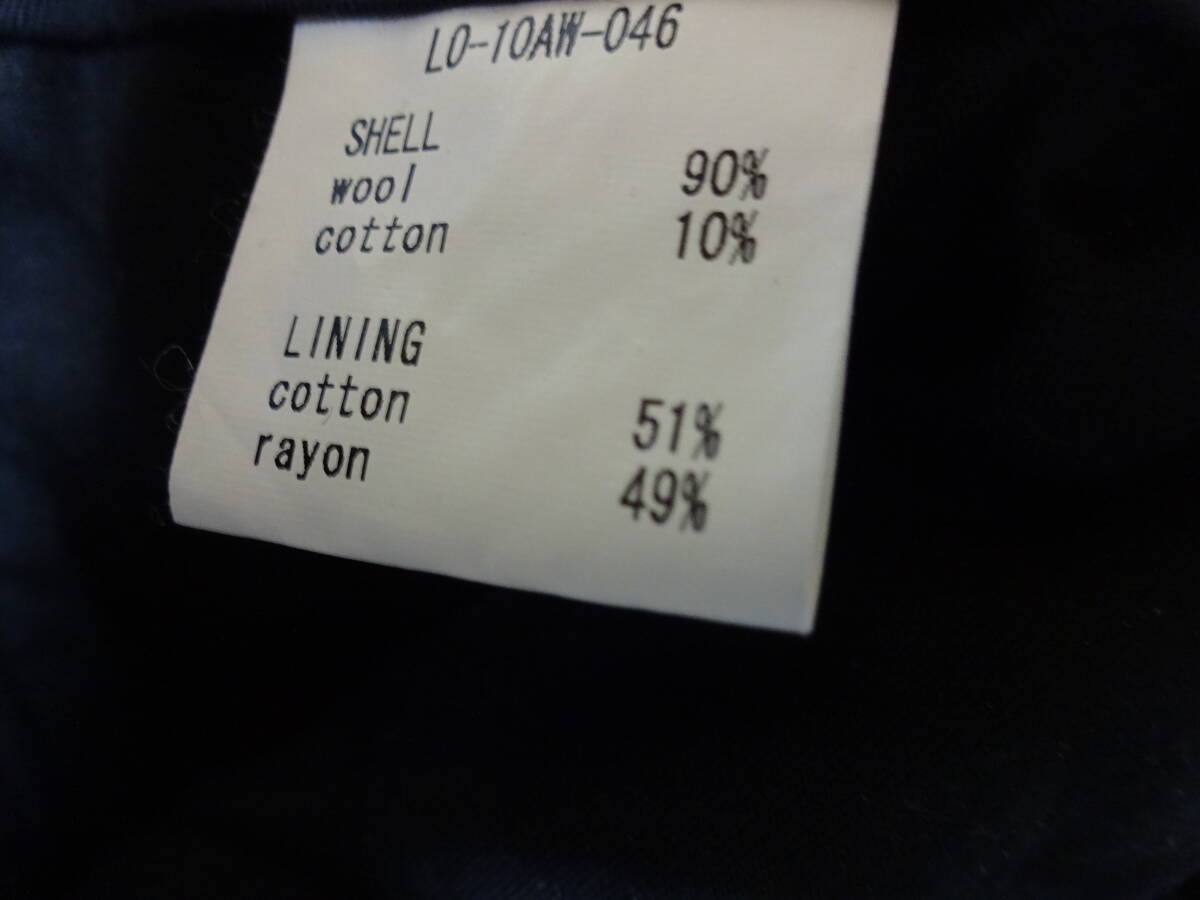 LO-10AW-046
SHELL
wool 90%
cotton 10%
LINING
cotton 51%
rayon 49%